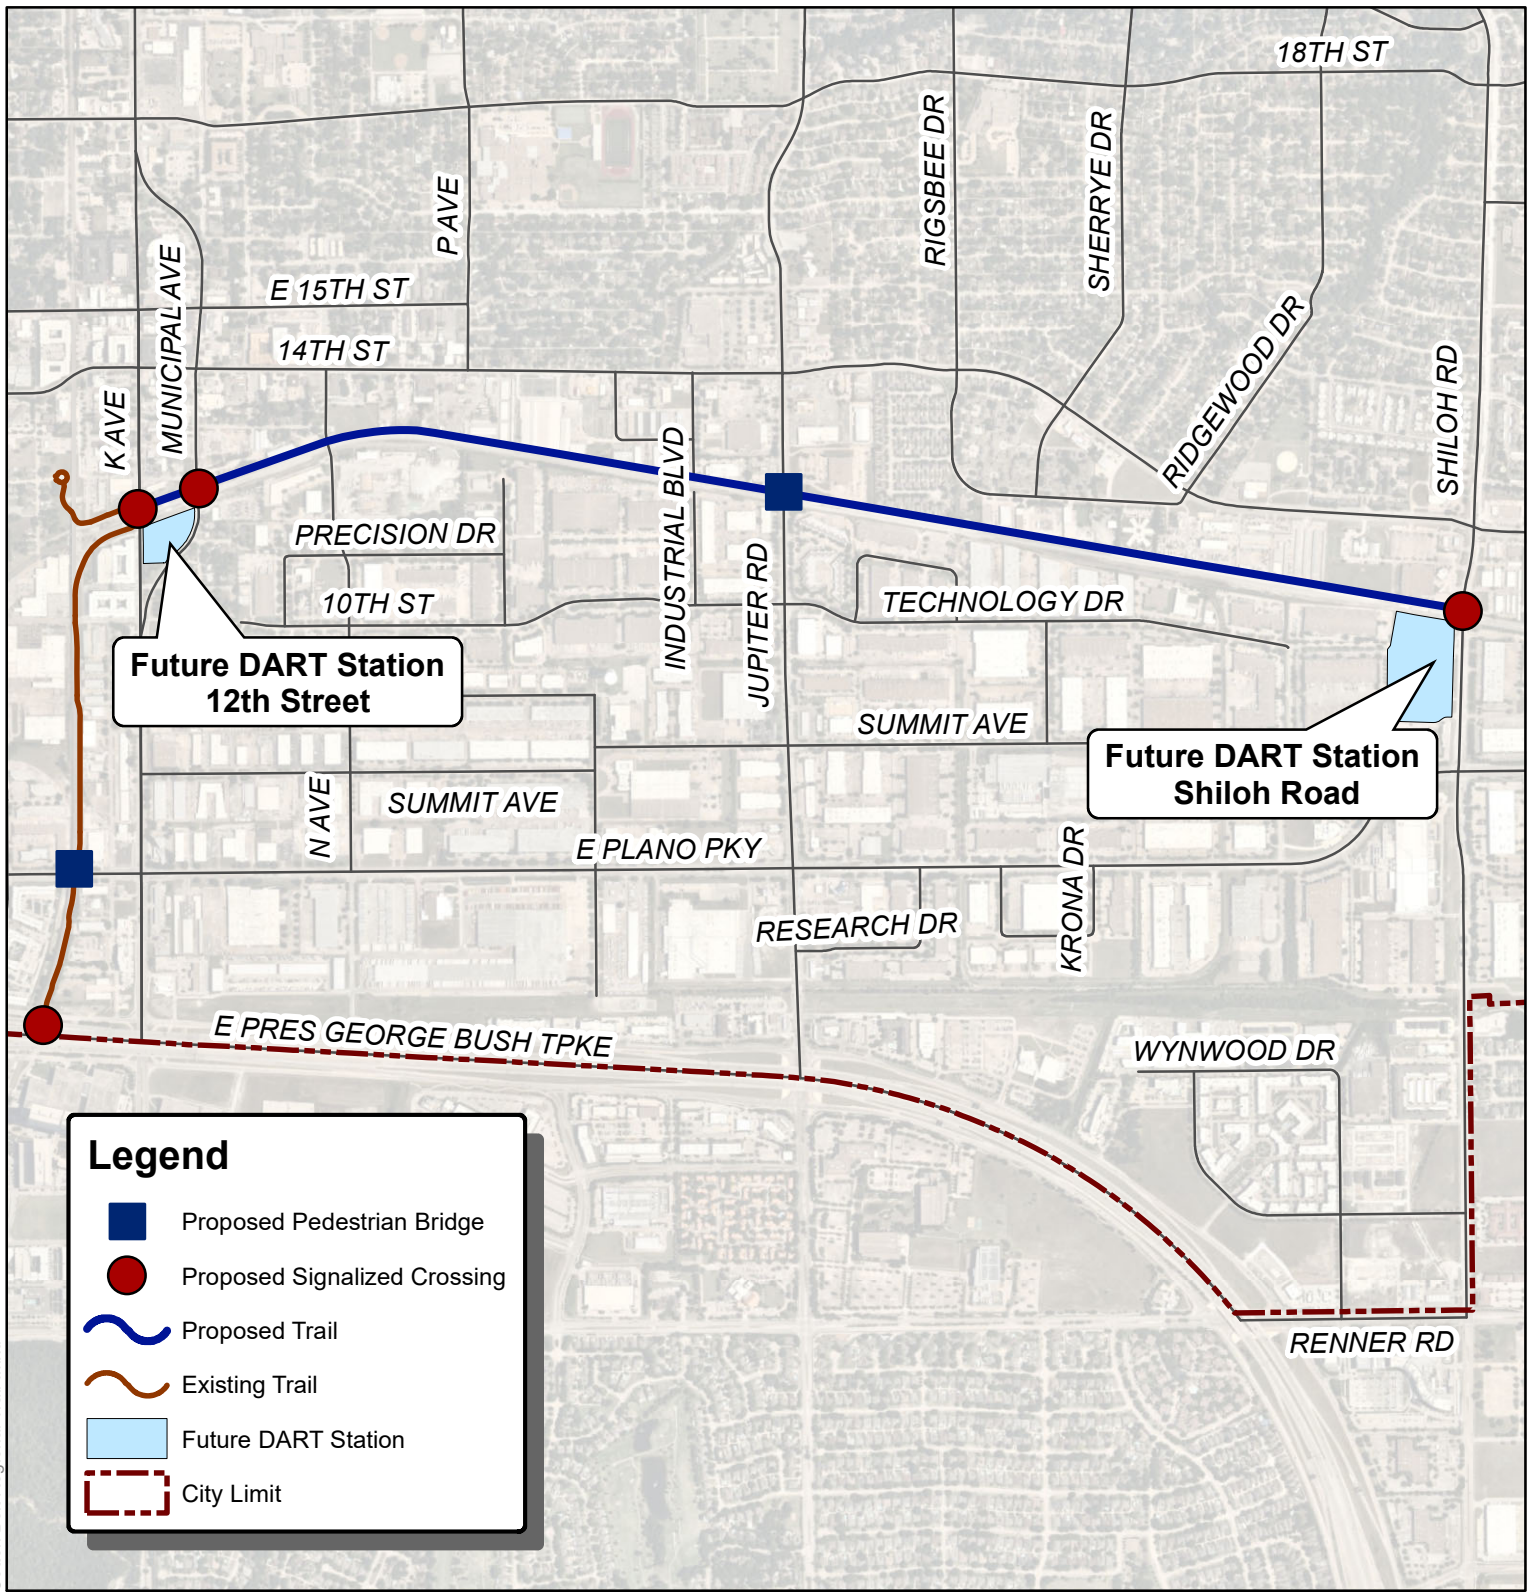 18TH ST
RIGSBEE DR
SHERRYE DR
P AVE
MUNICIPAL AVE
E 15TH ST
14TH ST
K AVE
RIDGEWOOD DR
SHILOH RD
INDUSTRIAL BLVD
JUPITER RD
PRECISION DR
10TH ST
TECHNOLOGY DR
Future DART Station
12th Street
SUMMIT AVE
Future DART Station
Shiloh Road
N AVE
SUMMIT AVE
E PLANO PKY
KRONA DR
RESEARCH DR
E PRES GEORGE BUSH TPKE
WYNWOOD DR
RENNER RD
Legend
Proposed Pedestrian Bridge
Proposed Signalized Crossing
Proposed Trail
Existing Trail
Future DART Station
City Limit